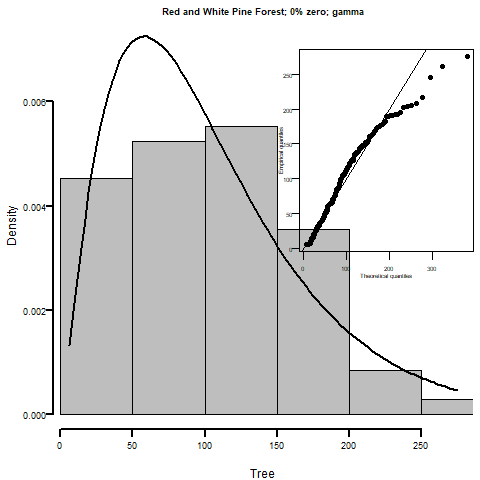 Red and White Pine Forest; 0% zero; gamma
Density
0.006
0.004
0.002
0.000
0 50 100 150 200 250
Tree
Empirical quantiles
250
200
150
100
50
0
0 100 200 300
Theoretical quantiles